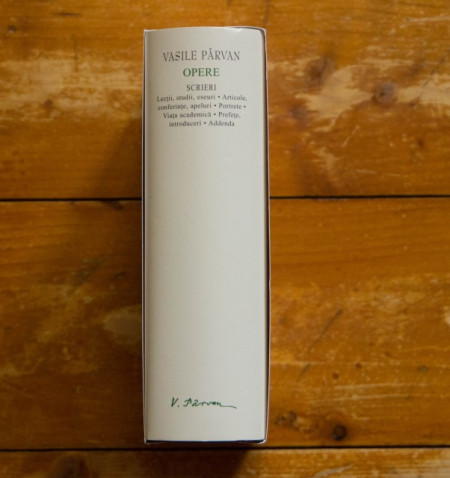 VASILE PÂRVAN
OPERE
SCRIERI
Lecții, studii, eseuri • Articole,
conferințe, apeluri • Portrete •
Viața academică • Prefețe,
introduceri • Addenda
V. Pârvan